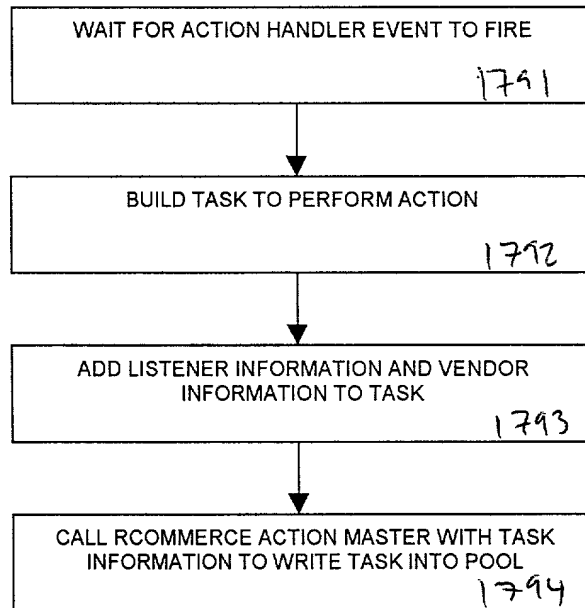 WAIT FOR ACTION HANDLER EVENT TO FIRE
1791
BUILD TASK TO PERFORM ACTION
1792
ADD LISTENER INFORMATION AND VENDOR
INFORMATION TO TASK
1793
CALL RCOMMERCE ACTION MASTER WITH TASK
INFORMATION TO WRITE TASK INTO POOL
1794